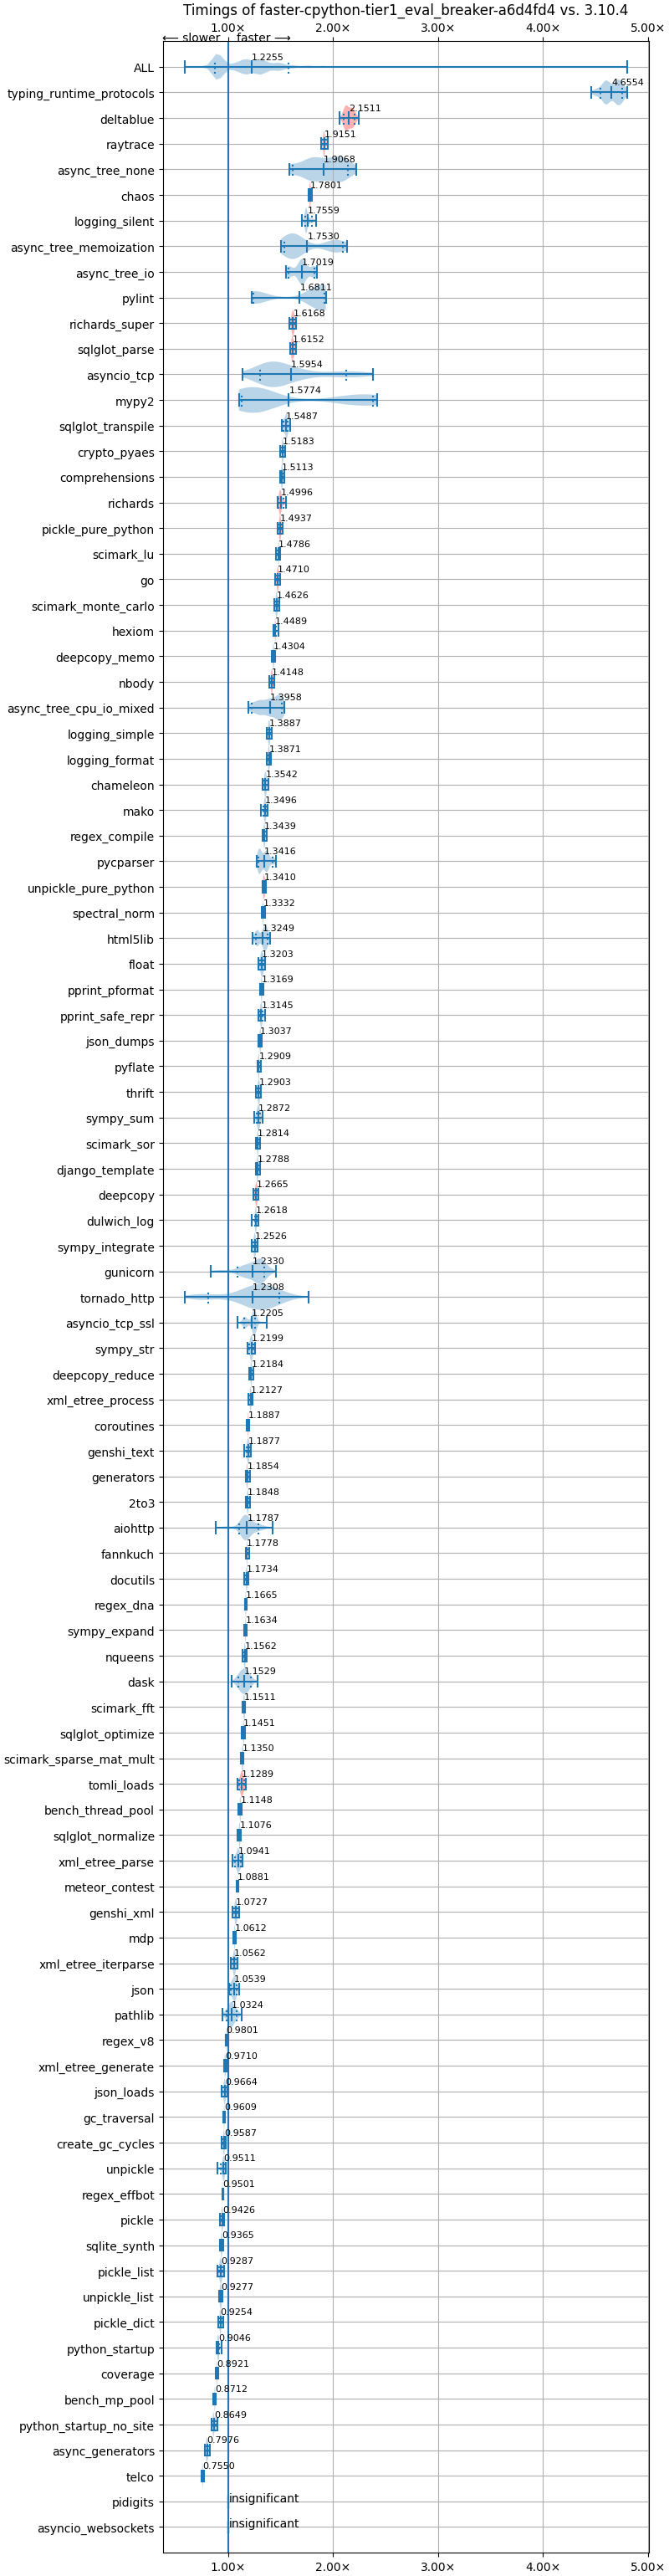 Timings of faster-cpython-tier1_eval_breaker-a6d4fd4 vs. 3.10.4
1.00× 2.00× 3.00× 4.00× 5.00×
⟵ slower faster ⟶
ALL 1.2255
typing_runtime_protocols 4.6554
deltablue 2.1511
raytrace 1.9151
async_tree_none 1.9068
chaos 1.7801
logging_silent 1.7559
async_tree_memoization 1.7530
async_tree_io 1.7019
pylint 1.6811
richards_super 1.6168
sqlglot_parse 1.6152
asyncio_tcp 1.5954
mypy2 1.5774
sqlglot_transpile 1.5487
crypto_pyaes 1.5183
comprehensions 1.5113
richards 1.4996
pickle_pure_python 1.4937
scimark_lu 1.4786
go 1.4710
scimark_monte_carlo 1.4626
hexiom 1.4489
deepcopy_memo 1.4304
nbody 1.4148
async_tree_cpu_io_mixed 1.3958
logging_simple 1.3887
logging_format 1.3871
chameleon 1.3542
mako 1.3496
regex_compile 1.3439
pycparser 1.3416
unpickle_pure_python 1.3410
spectral_norm 1.3332
html5lib 1.3249
float 1.3203
pprint_pformat 1.3169
pprint_safe_repr 1.3145
json_dumps 1.3037
pyflate 1.2909
thrift 1.2903
sympy_sum 1.2872
scimark_sor 1.2814
django_template 1.2788
deepcopy 1.2665
dulwich_log 1.2618
sympy_integrate 1.2526
gunicorn 1.2330
tornado_http 1.2308
asyncio_tcp_ssl 1.2205
sympy_str 1.2199
deepcopy_reduce 1.2184
xml_etree_process 1.2127
coroutines 1.1887
genshi_text 1.1877
generators 1.1854
2to3 1.1848
aiohttp 1.1787
fannkuch 1.1778
docutils 1.1734
regex_dna 1.1665
sympy_expand 1.1634
nqueens 1.1562
dask 1.1529
scimark_fft 1.1511
sqlglot_optimize 1.1451
scimark_sparse_mat_mult 1.1350
tomli_loads 1.1289
bench_thread_pool 1.1148
sqlglot_normalize 1.1076
xml_etree_parse 1.0941
meteor_contest 1.0881
genshi_xml 1.0727
mdp 1.0612
xml_etree_iterparse 1.0562
json 1.0539
pathlib 1.0324
regex_v8 0.9801
xml_etree_generate 0.9710
json_loads 0.9664
gc_traversal 0.9609
create_gc_cycles 0.9587
unpickle 0.9511
regex_effbot 0.9501
pickle 0.9426
sqlite_synth 0.9365
pickle_list 0.9287
unpickle_list 0.9277
pickle_dict 0.9254
python_startup 0.9046
coverage 0.8921
bench_mp_pool 0.8712
python_startup_no_site 0.8649
async_generators 0.7976
telco 0.7550
pidigits insignificant
asyncio_websockets insignificant
1.00× 2.00× 3.00× 4.00× 5.00×